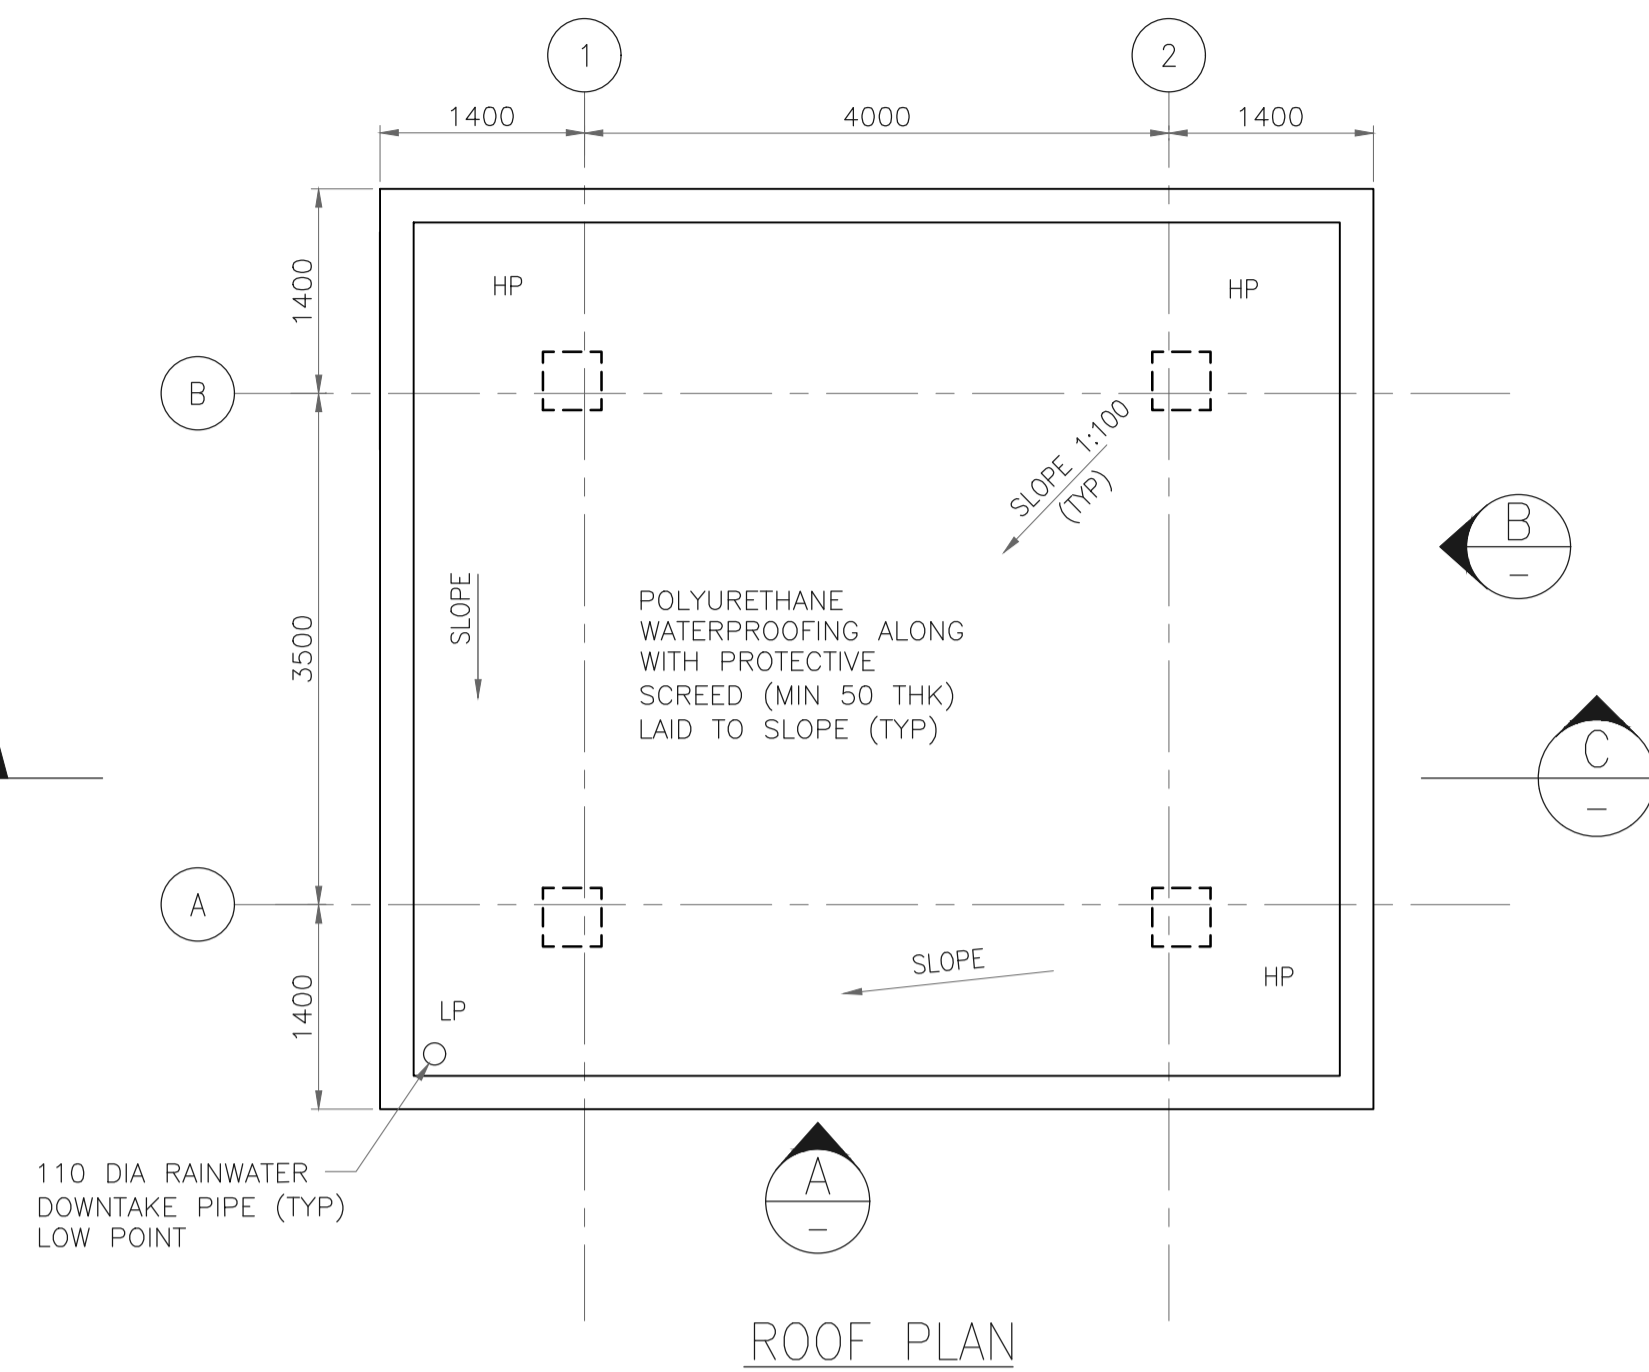 1
2
1400
4000
1400
1400
HP
HP
B
SLOPE 1:100
(TYP)
B
–
SLOPE
3500
POLYURETHANE
WATERPROOFING ALONG
WITH PROTECTIVE
SCREED (MIN 50 THK)
LAID TO SLOPE (TYP)
C
–
A
SLOPE
HP
1400
LP
110 DIA RAINWATER
DOWNTAKE PIPE (TYP)
LOW POINT
A
–
ROOF PLAN